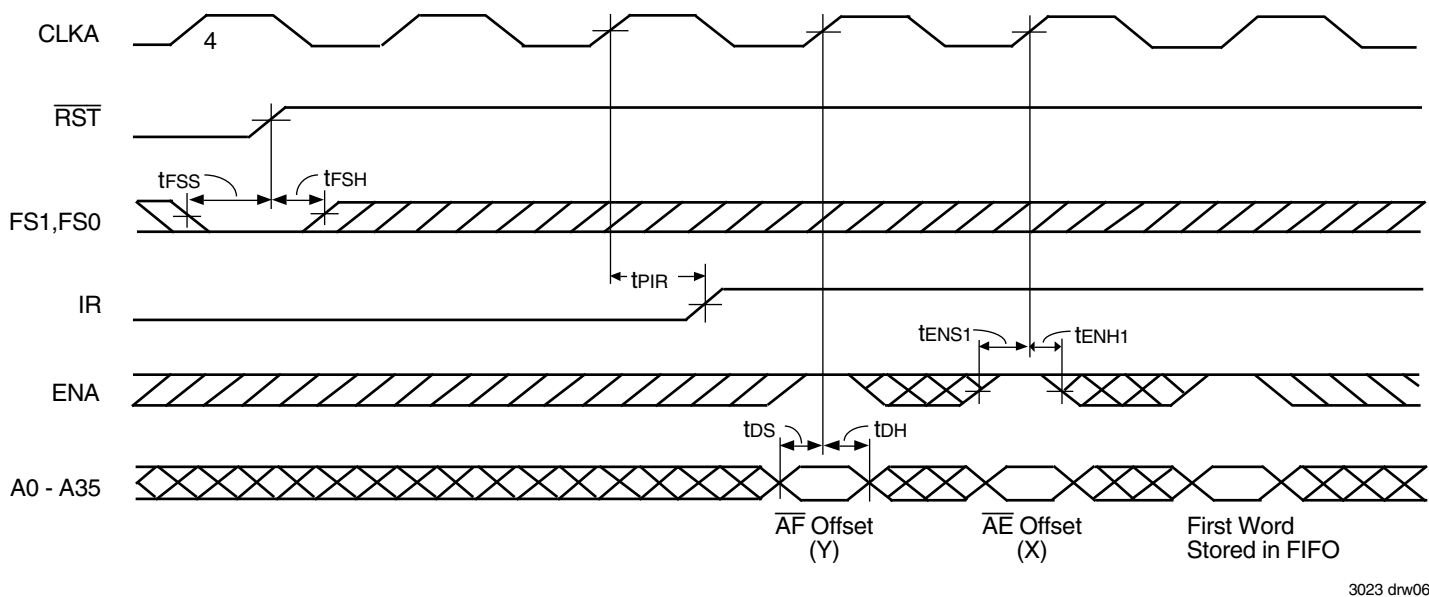 CLKA
4
RST
tFSS
tFSH
FS1,FS0
tPIR
IR
tENS1
tENH1
ENA
tDS
tDH
A0 - A35
AF Offset
(Y)
AE Offset
(X)
First Word
Stored in FIFO
3023 drw06